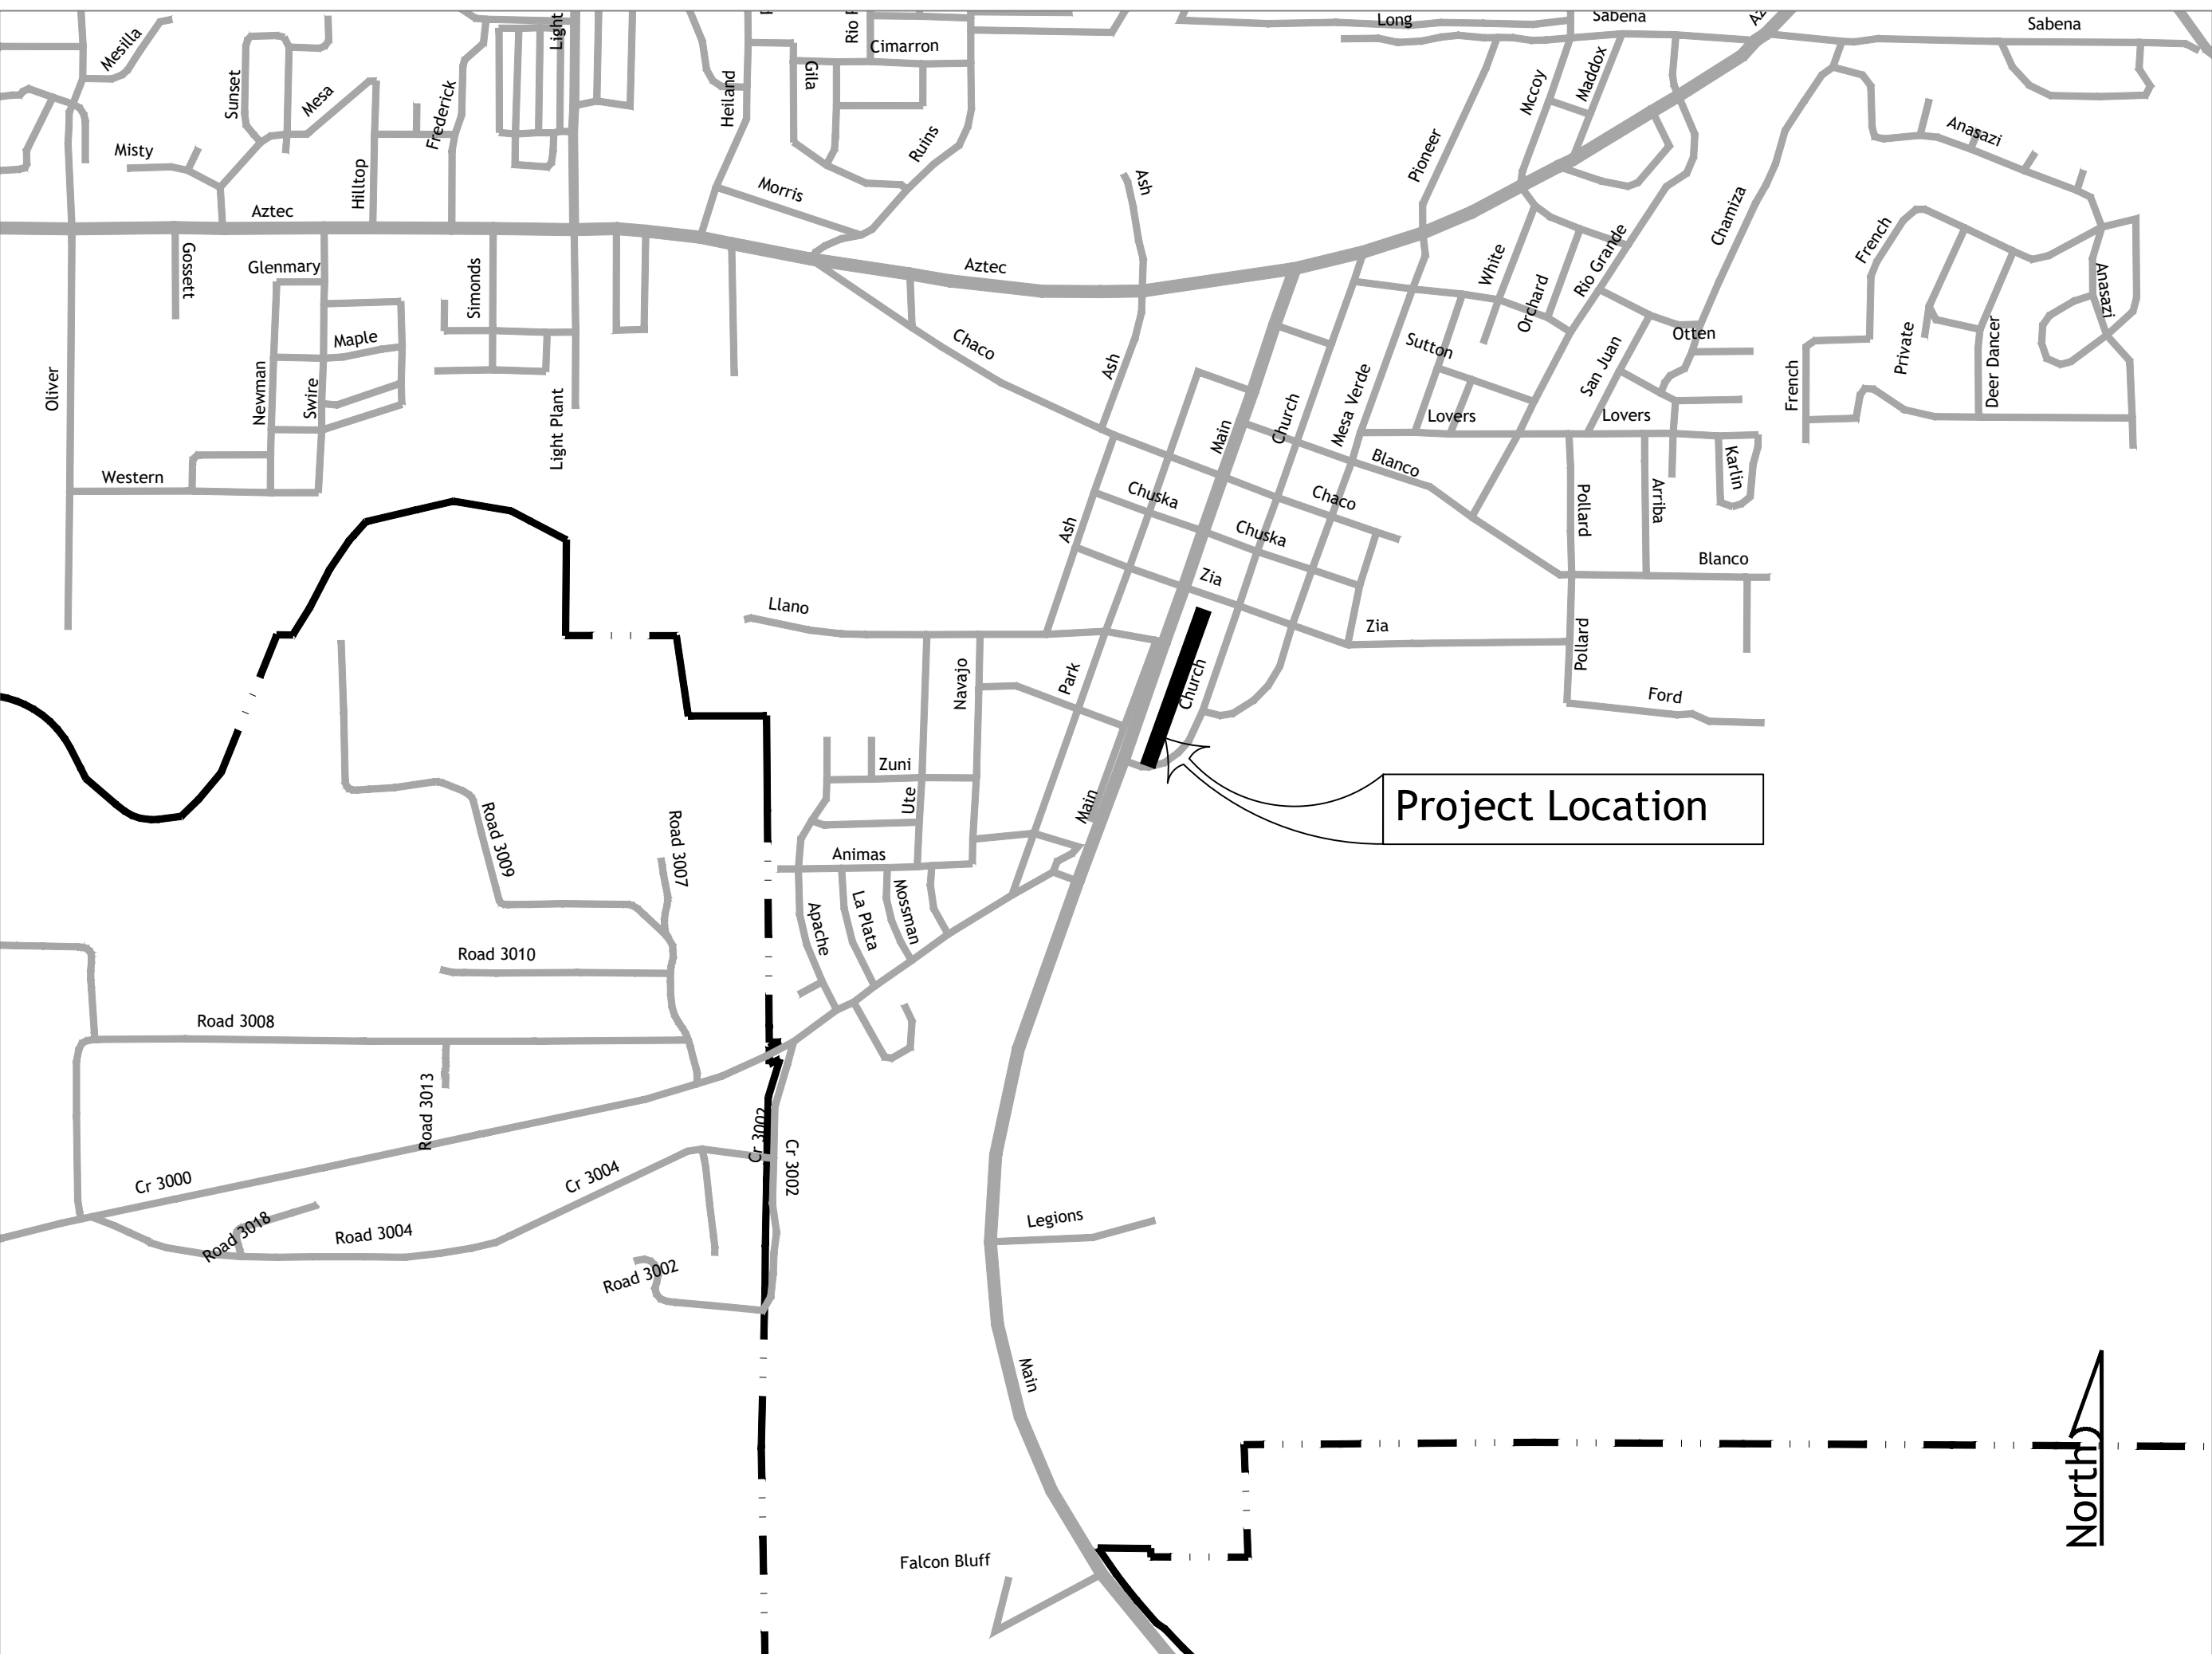 Long
Sabena
Az
Sabena
Light
Rio
Cimarron
Mesilla
Sunset
Mesa
Frederick
Heiland
Gila
Mccoy
Maddox
Anasazi
Misty
Hilltop
Morris
Ruins
Ash
Pioneer
Aztec
Chamiza
French
Gossett
Glenmary
Simonds
Aztec
White
Orchard
Rio Grande
Anasazi
Maple
Chaco
Ash
Sutton
San Juan
Otten
Private
Deer Dancer
Oliver
Newman
Swire
Light Plant
Main
Church
Mesa Verde
Lovers
Lovers
French
Western
Blanco
Karlin
Chuska
Chaco
Pollard
Arriba
Ash
Chuska
Blanco
Zia
Llano
Zia
Pollard
Navajo
Park
Church
Ford
Zuni
Ute
Main
Project Location
Road 3009
Road 3007
Animas
Apache
La Plata
Mossman
Road 3010
Road 3008
Road 3013
Cr 3002
Cr 3002
Cr 3000
Cr 3004
Road 3018
Road 3004
Road 3002
Legions
Main
North
Falcon Bluff